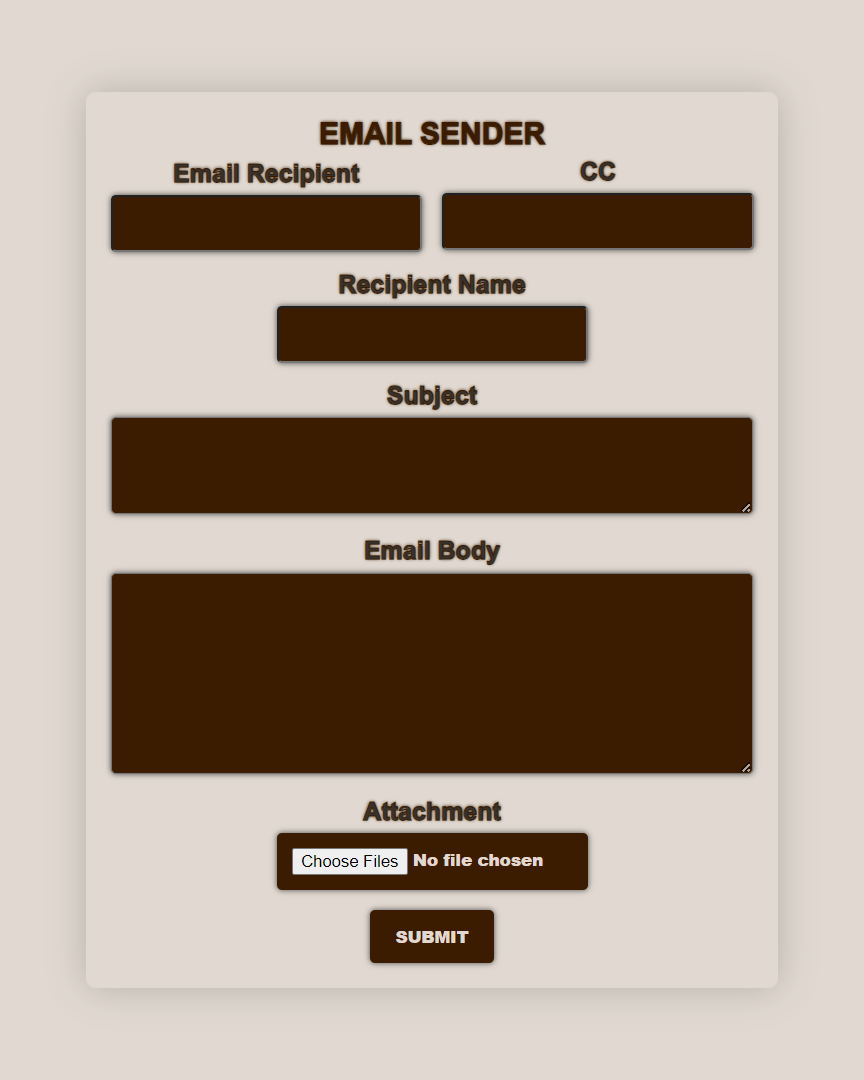 EMAIL SENDER
Email Recipient
CC
Recipient Name
Subject
Email Body
Attachment
Choose Files No file chosen
SUBMIT